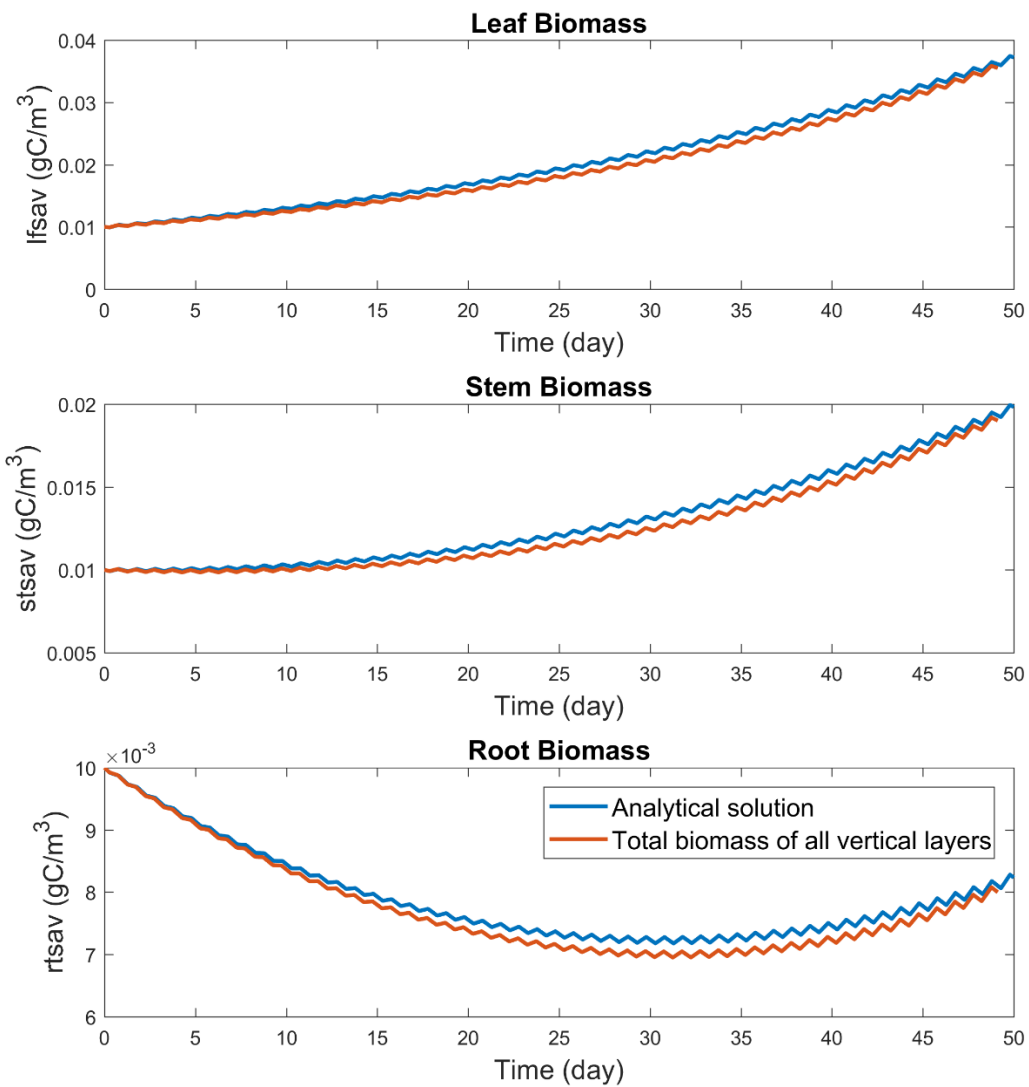 Leaf Biomass
0.04
0.03
0.02
0.01
0
lfsav (gC/m³)
0 5 10 15 20 25 30 35 40 45 50
Time (day)
Stem Biomass
0.02
0.015
0.01
0.005
stsav (gC/m³)
0 5 10 15 20 25 30 35 40 45 50
Time (day)
Root Biomass
×10⁻³
10
9
8
7
6
rtsav (gC/m³)
Analytical solution
Total biomass of all vertical layers
0 5 10 15 20 25 30 35 40 45 50
Time (day)